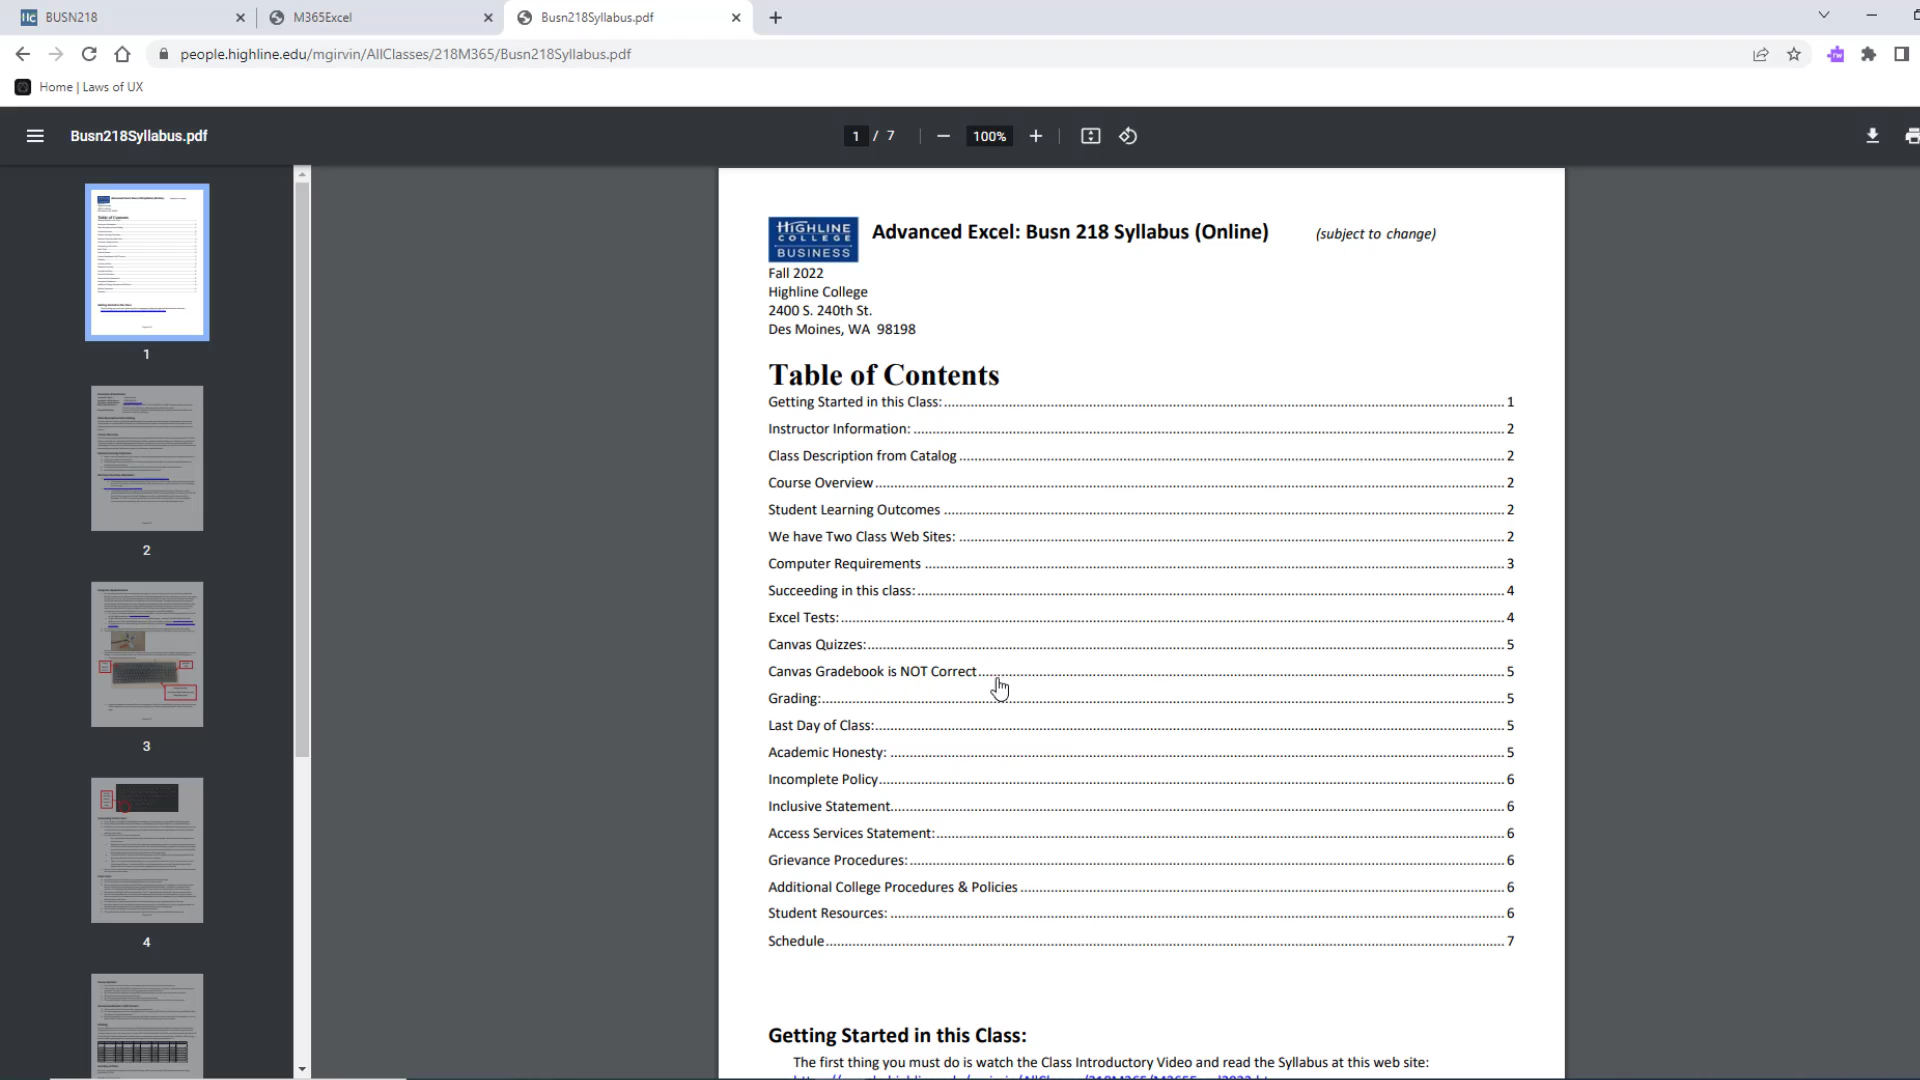 BUSN218
M365Excel
Busn218Syllabus.pdf
people.highline.edu/mgirvin/AllClasses/218M365/Busn218Syllabus.pdf
Home | Laws of UX
Busn218Syllabus.pdf
1 / 7
100%
1
2
3
4
HIGHLINE
COLLEGE
BUSINESS
Advanced Excel: Busn 218 Syllabus (Online) (subject to change)
Fall 2022
Highline College
2400 S. 240th St.
Des Moines, WA 98198
Table of Contents
Getting Started in this Class: 1
Instructor Information: 2
Class Description from Catalog 2
Course Overview 2
Student Learning Outcomes 2
We have Two Class Web Sites: 2
Computer Requirements 3
Succeeding in this class: 4
Excel Tests: 4
Canvas Quizzes: 5
Canvas Gradebook is NOT Correct 5
Grading: 5
Last Day of Class: 5
Academic Honesty: 5
Incomplete Policy 6
Inclusive Statement 6
Access Services Statement: 6
Grievance Procedures: 6
Additional College Procedures & Policies 6
Student Resources: 6
Schedule 7
Getting Started in this Class:
The first thing you must do is watch the Class Introductory Video and read the Syllabus at this web site: